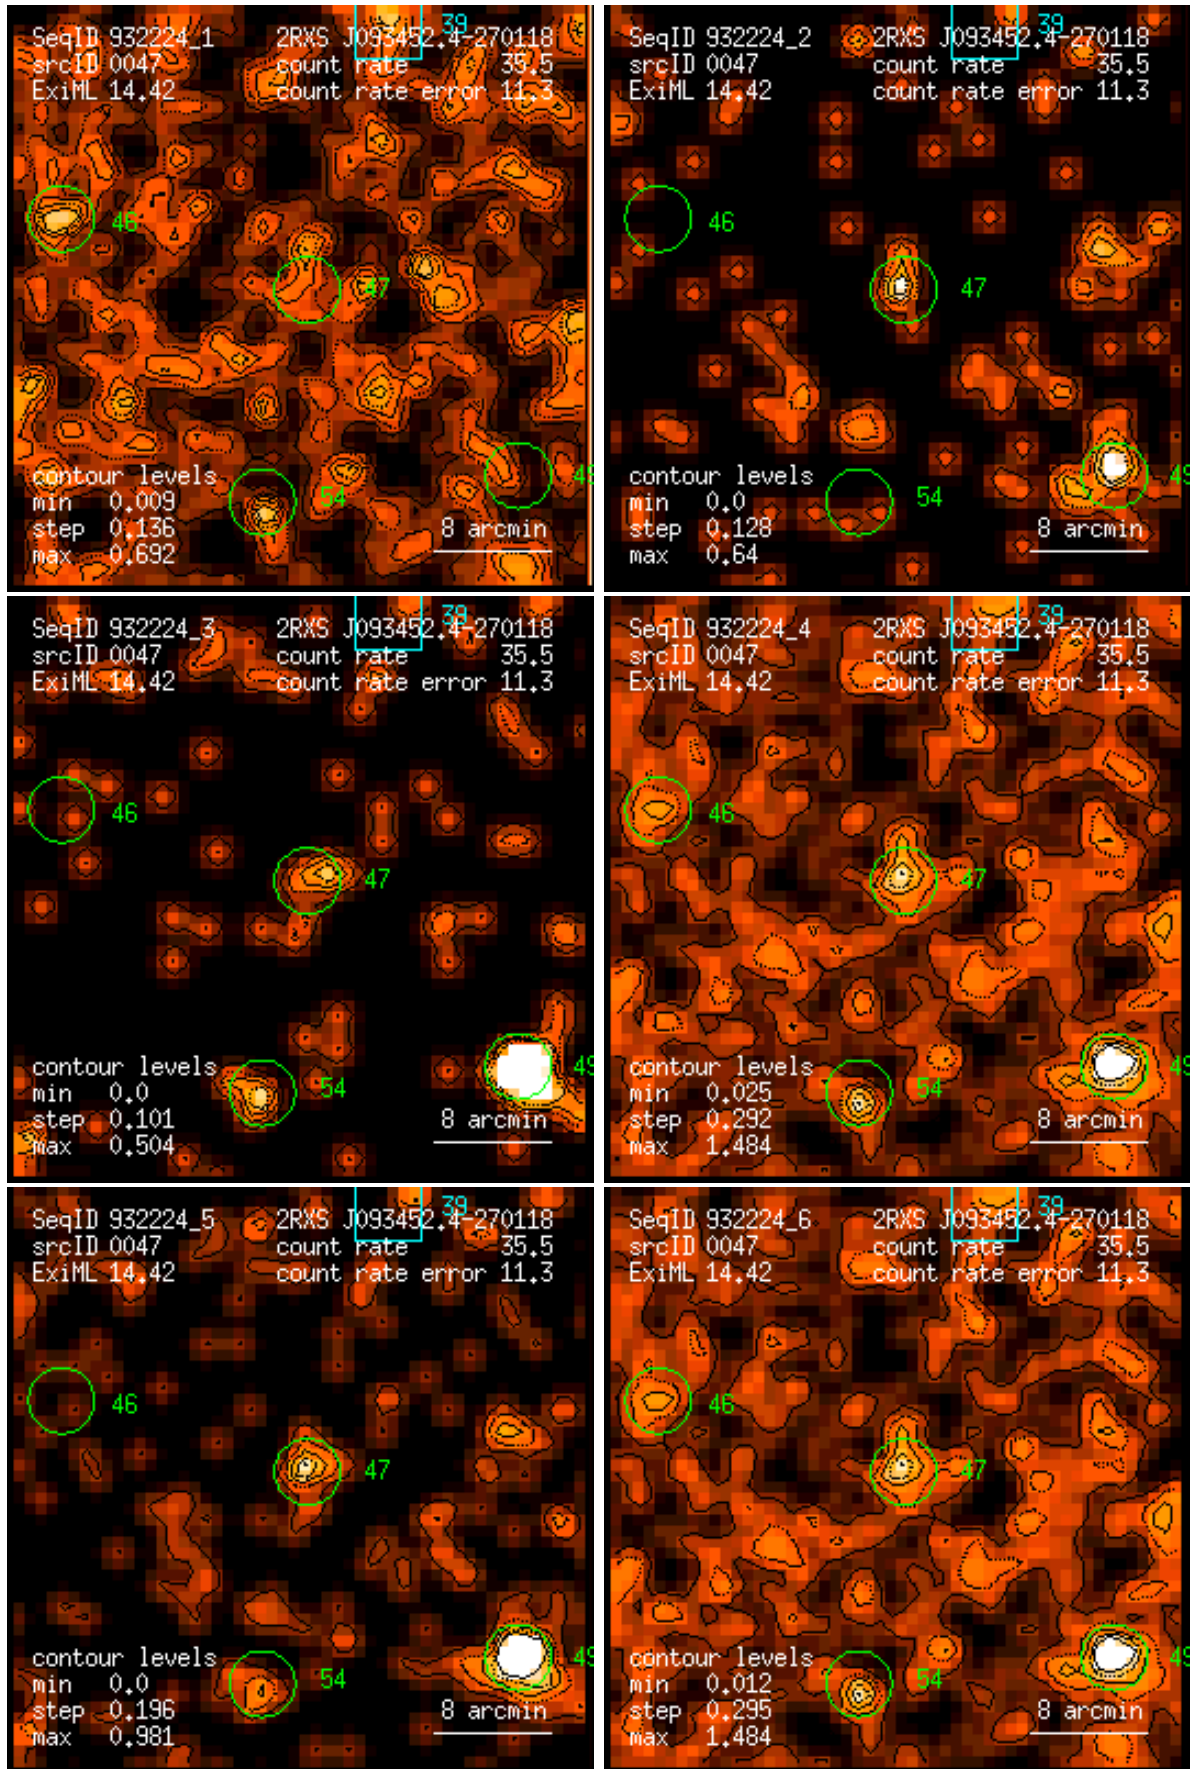 39
SeqID 932224_1 2RXS J093452.4-270118
srcID 0047 count rate 35.5
ExiML 14.42 count rate error 11.3
46
47
49
contour levels
min 0.009
54
step 0.136 8 arcmin
max 0.692
39
SeqID 932224_2 2RXS J093452.4-270118
srcID 0047 count rate 35.5
ExiML 14.42 count rate error 11.3
46
47
49
contour levels
min 0.0
54
step 0.128 8 arcmin
max 0.64
39
SeqID 932224_3 2RXS J093452.4-270118
srcID 0047 count rate 35.5
ExiML 14.42 count rate error 11.3
46
47
49
contour levels
min 0.0
54
step 0.101 8 arcmin
max 0.504
39
SeqID 932224_4 2RXS J093452.4-270118
srcID 0047 count rate 35.5
ExiML 14.42 count rate error 11.3
46
47
49
contour levels
min 0.025
54
step 0.292 8 arcmin
max 1.484
39
SeqID 932224_5 2RXS J093452.4-270118
srcID 0047 count rate 35.5
ExiML 14.42 count rate error 11.3
46
47
49
contour levels
min 0.0
54
step 0.196 8 arcmin
max 0.981
39
SeqID 932224_6 2RXS J093452.4-270118
srcID 0047 count rate 35.5
ExiML 14.42 count rate error 11.3
46
47
49
contour levels
min 0.012
54
step 0.295 8 arcmin
max 1.484